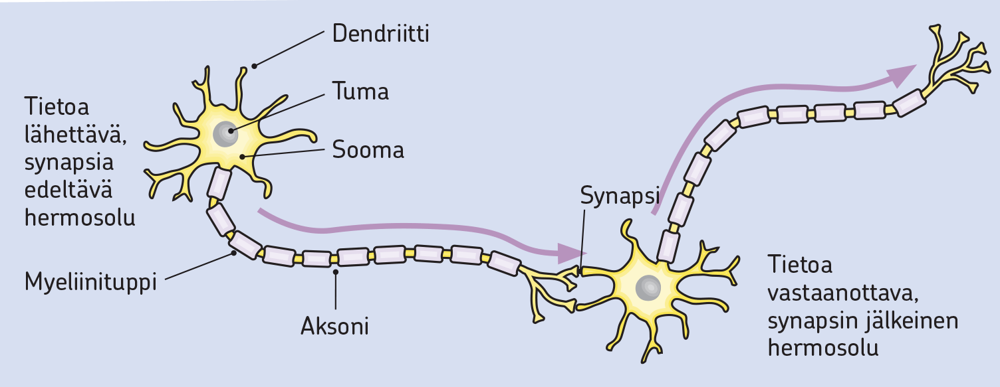 Dendriitti
Tuma
Sooma
Tietoa
lähettävä,
synapsia
edeltävä
hermosolu
Myeliinituppi
Aksoni
Synapsi
Tietoa
vastaanottava,
synapsin jälkeinen
hermosolu